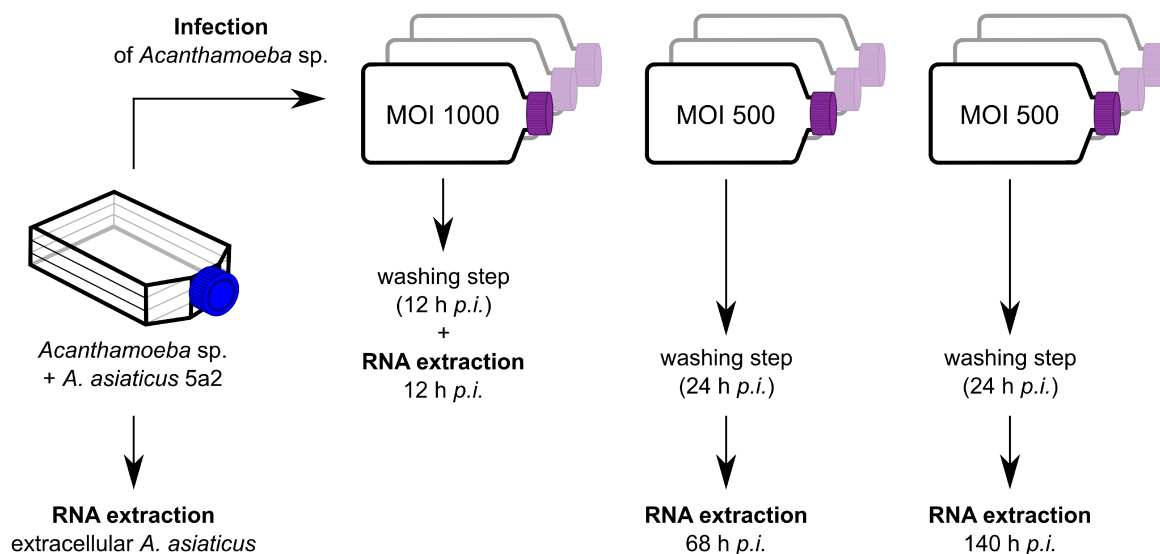 Infection
of Acanthamoeba sp.
MOI 1000
MOI 500
MOI 500
Acanthamoeba sp.
+ A. asiaticus 5a2
RNA extraction
extracellular A. asiaticus
washing step
(12 h p.i.)
+
RNA extraction
12 h p.i.
washing step
(24 h p.i.)
RNA extraction
68 h p.i.
washing step
(24 h p.i.)
RNA extraction
140 h p.i.